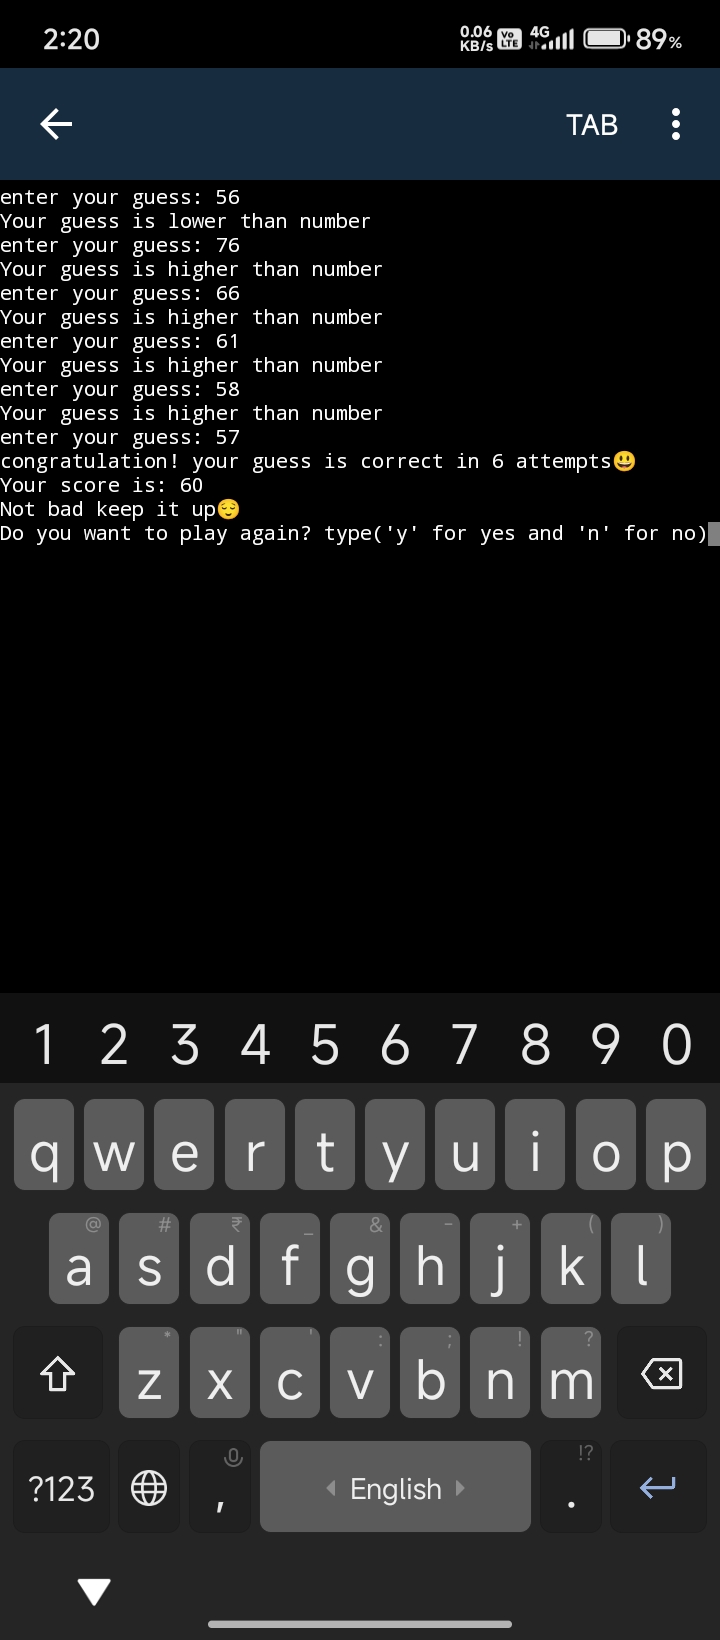 2:20 0.06 KB/s Vo LTE 4G 89%
TAB
enter your guess: 56
Your guess is lower than number
enter your guess: 76
Your guess is higher than number
enter your guess: 66
Your guess is higher than number
enter your guess: 61
Your guess is higher than number
enter your guess: 58
Your guess is higher than number
enter your guess: 57
congratulation! your guess is correct in 6 attempts😃
Your score is: 60
Not bad keep it up😌
Do you want to play again? type('y' for yes and 'n' for no)
1 2 3 4 5 6 7 8 9 0
q w e r t y u i o p
@ # ₹ _ & - + ( )
a s d f g h j k l
* " ' : ; ! ?
z x c v b n m
!?
?123 , English .